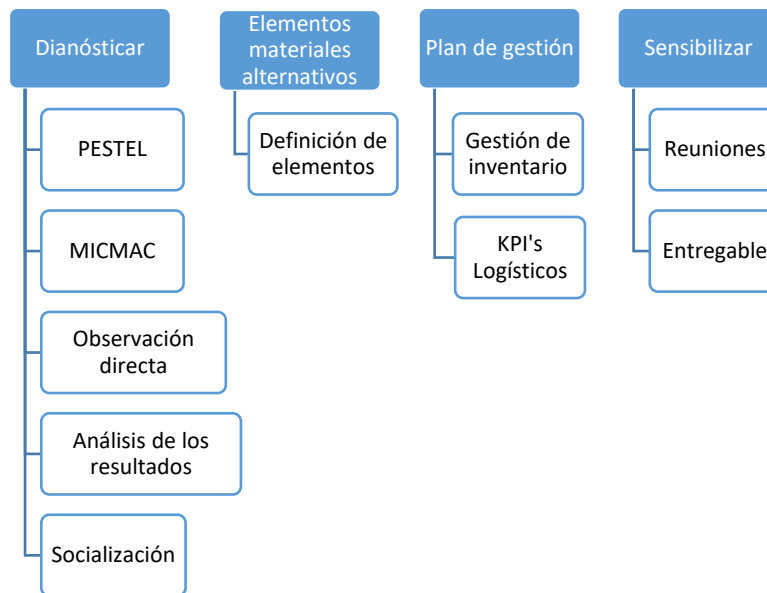 Dianósticar
PESTEL
MICMAC
Observación
directa
Análisis de los
resultados
Socialización
Elementos
materiales
alternativos
Definición de
elementos
Plan de gestión
Gestión de
inventario
KPI's
Logísticos
Sensibilizar
Reuniones
Entregable